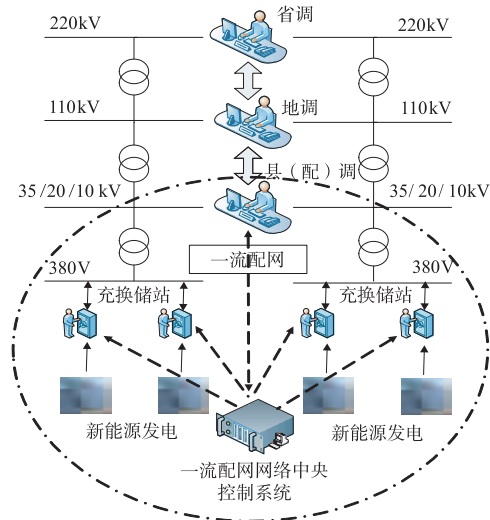 省调
220kV
220kV
地调
110kV
110kV
县（配）调
35/20/10kV
35/20/10kV
一流配网
380V
380V
充换储站
充换储站
新能源发电
新能源发电
一流配网网络中央
控制系统